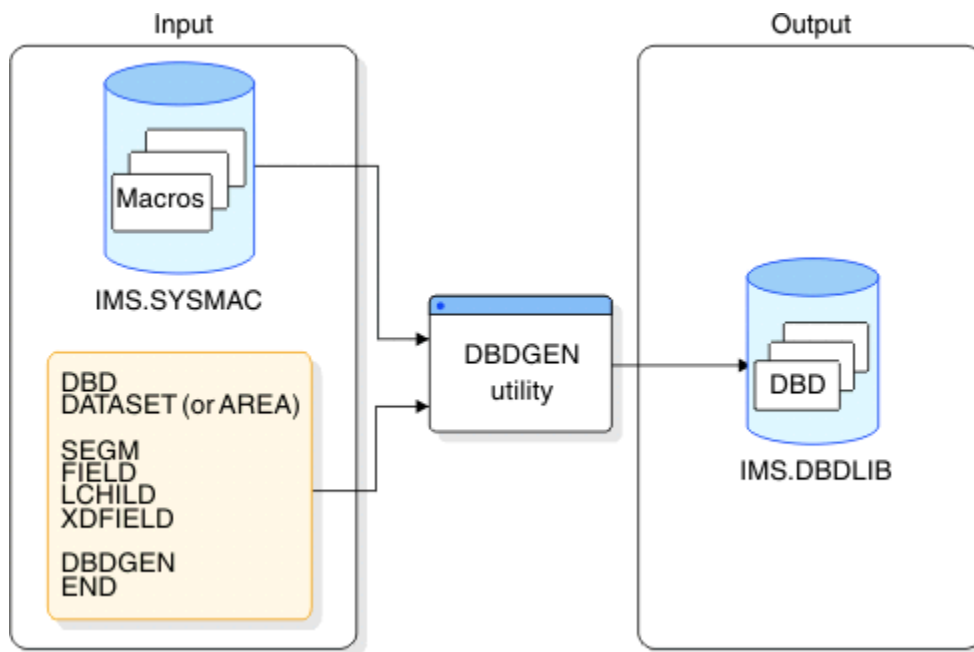 Input
Output
Macros
IMS.SYSMAC
DBD
DATASET (or AREA)
SEGM
FIELD
LCHILD
XDFIELD
DBDGEN
END
DBDGEN
utility
DBD
IMS.DBDLIB